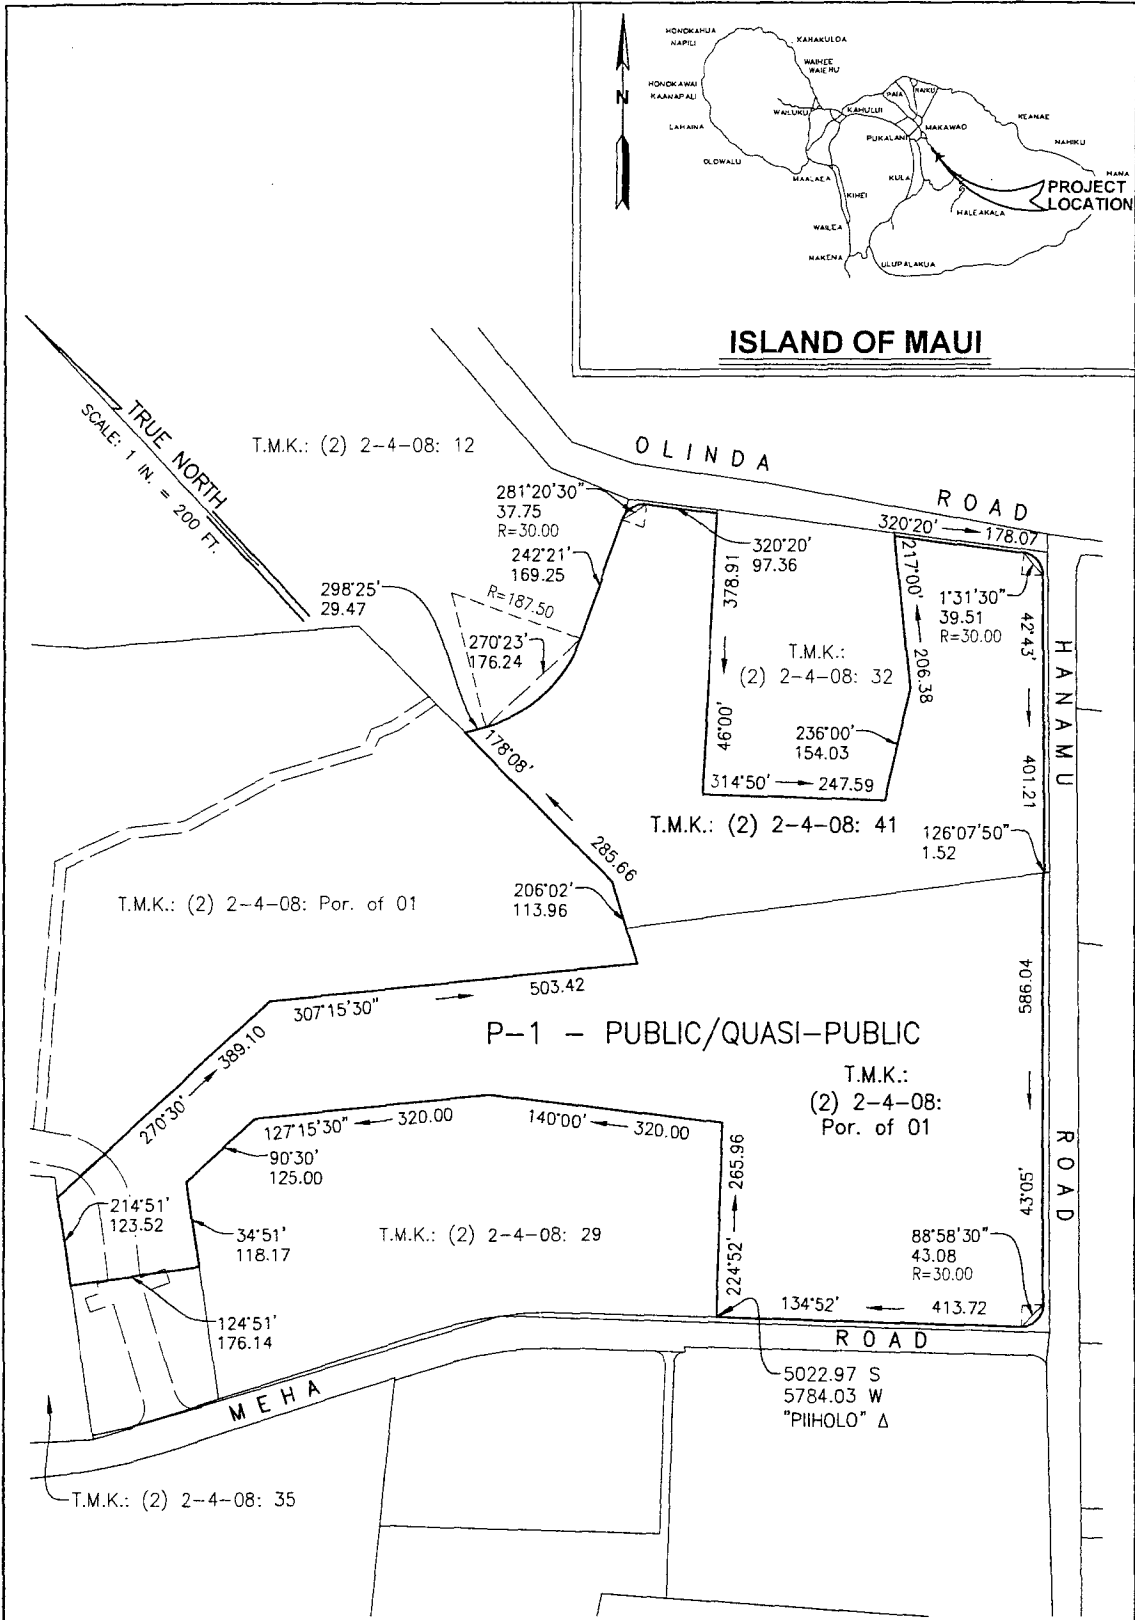 HONOKAHUA
NAPILI
KAHAKULOA
WAIHEE
WAIEHU
HONOKAWAI
KAANAPALI
N
LAHAINA
WAILUKU
KAHULUI
PAIA
HAIKU
KEANAE
MAKAWAO
PUKALANI
NAHIKU
OLOWALU
MAALAEA
KULA
HANA
KIHEI
PROJECT
LOCATION
HALEAKALA
WAILEA
MAKENA
ULUPALAKUA
ISLAND OF MAUI
TRUE NORTH
SCALE: 1 IN. = 200 FT.
T.M.K.: (2) 2-4-08: 12
OLINDA
ROAD
281°20'30"
37.75
R=30.00
320°20' 178.07
320°20'
97.36
242°21'
169.25
378.91
46°00'
217°00'
206.38
1°31'30"
39.51
R=30.00
298°25'
29.47
R=187.50
270°23'
176.24
T.M.K.:
(2) 2-4-08: 32
42°43'
401.21
HANAMU
236°00'
154.03
178°08'
285.66
314°50' 247.59
T.M.K.: (2) 2-4-08: 41
126°07'50"
1.52
206°02'
113.96
T.M.K.: (2) 2-4-08: Por. of 01
586.04
43°05'
503.42
307°15'30"
P-1 - PUBLIC/QUASI-PUBLIC
270°30' 389.10
T.M.K.:
(2) 2-4-08:
Por. of 01
127°15'30" 320.00
140°00' 320.00
90°30'
125.00
224°52' 265.96
ROAD
214°51'
123.52
34°51'
118.17
T.M.K.: (2) 2-4-08: 29
88°58'30"
43.08
R=30.00
134°52' 413.72
124°51'
176.14
ROAD
5022.97 S
5784.03 W
"PIIHOLO" Δ
MEHA
T.M.K.: (2) 2-4-08: 35